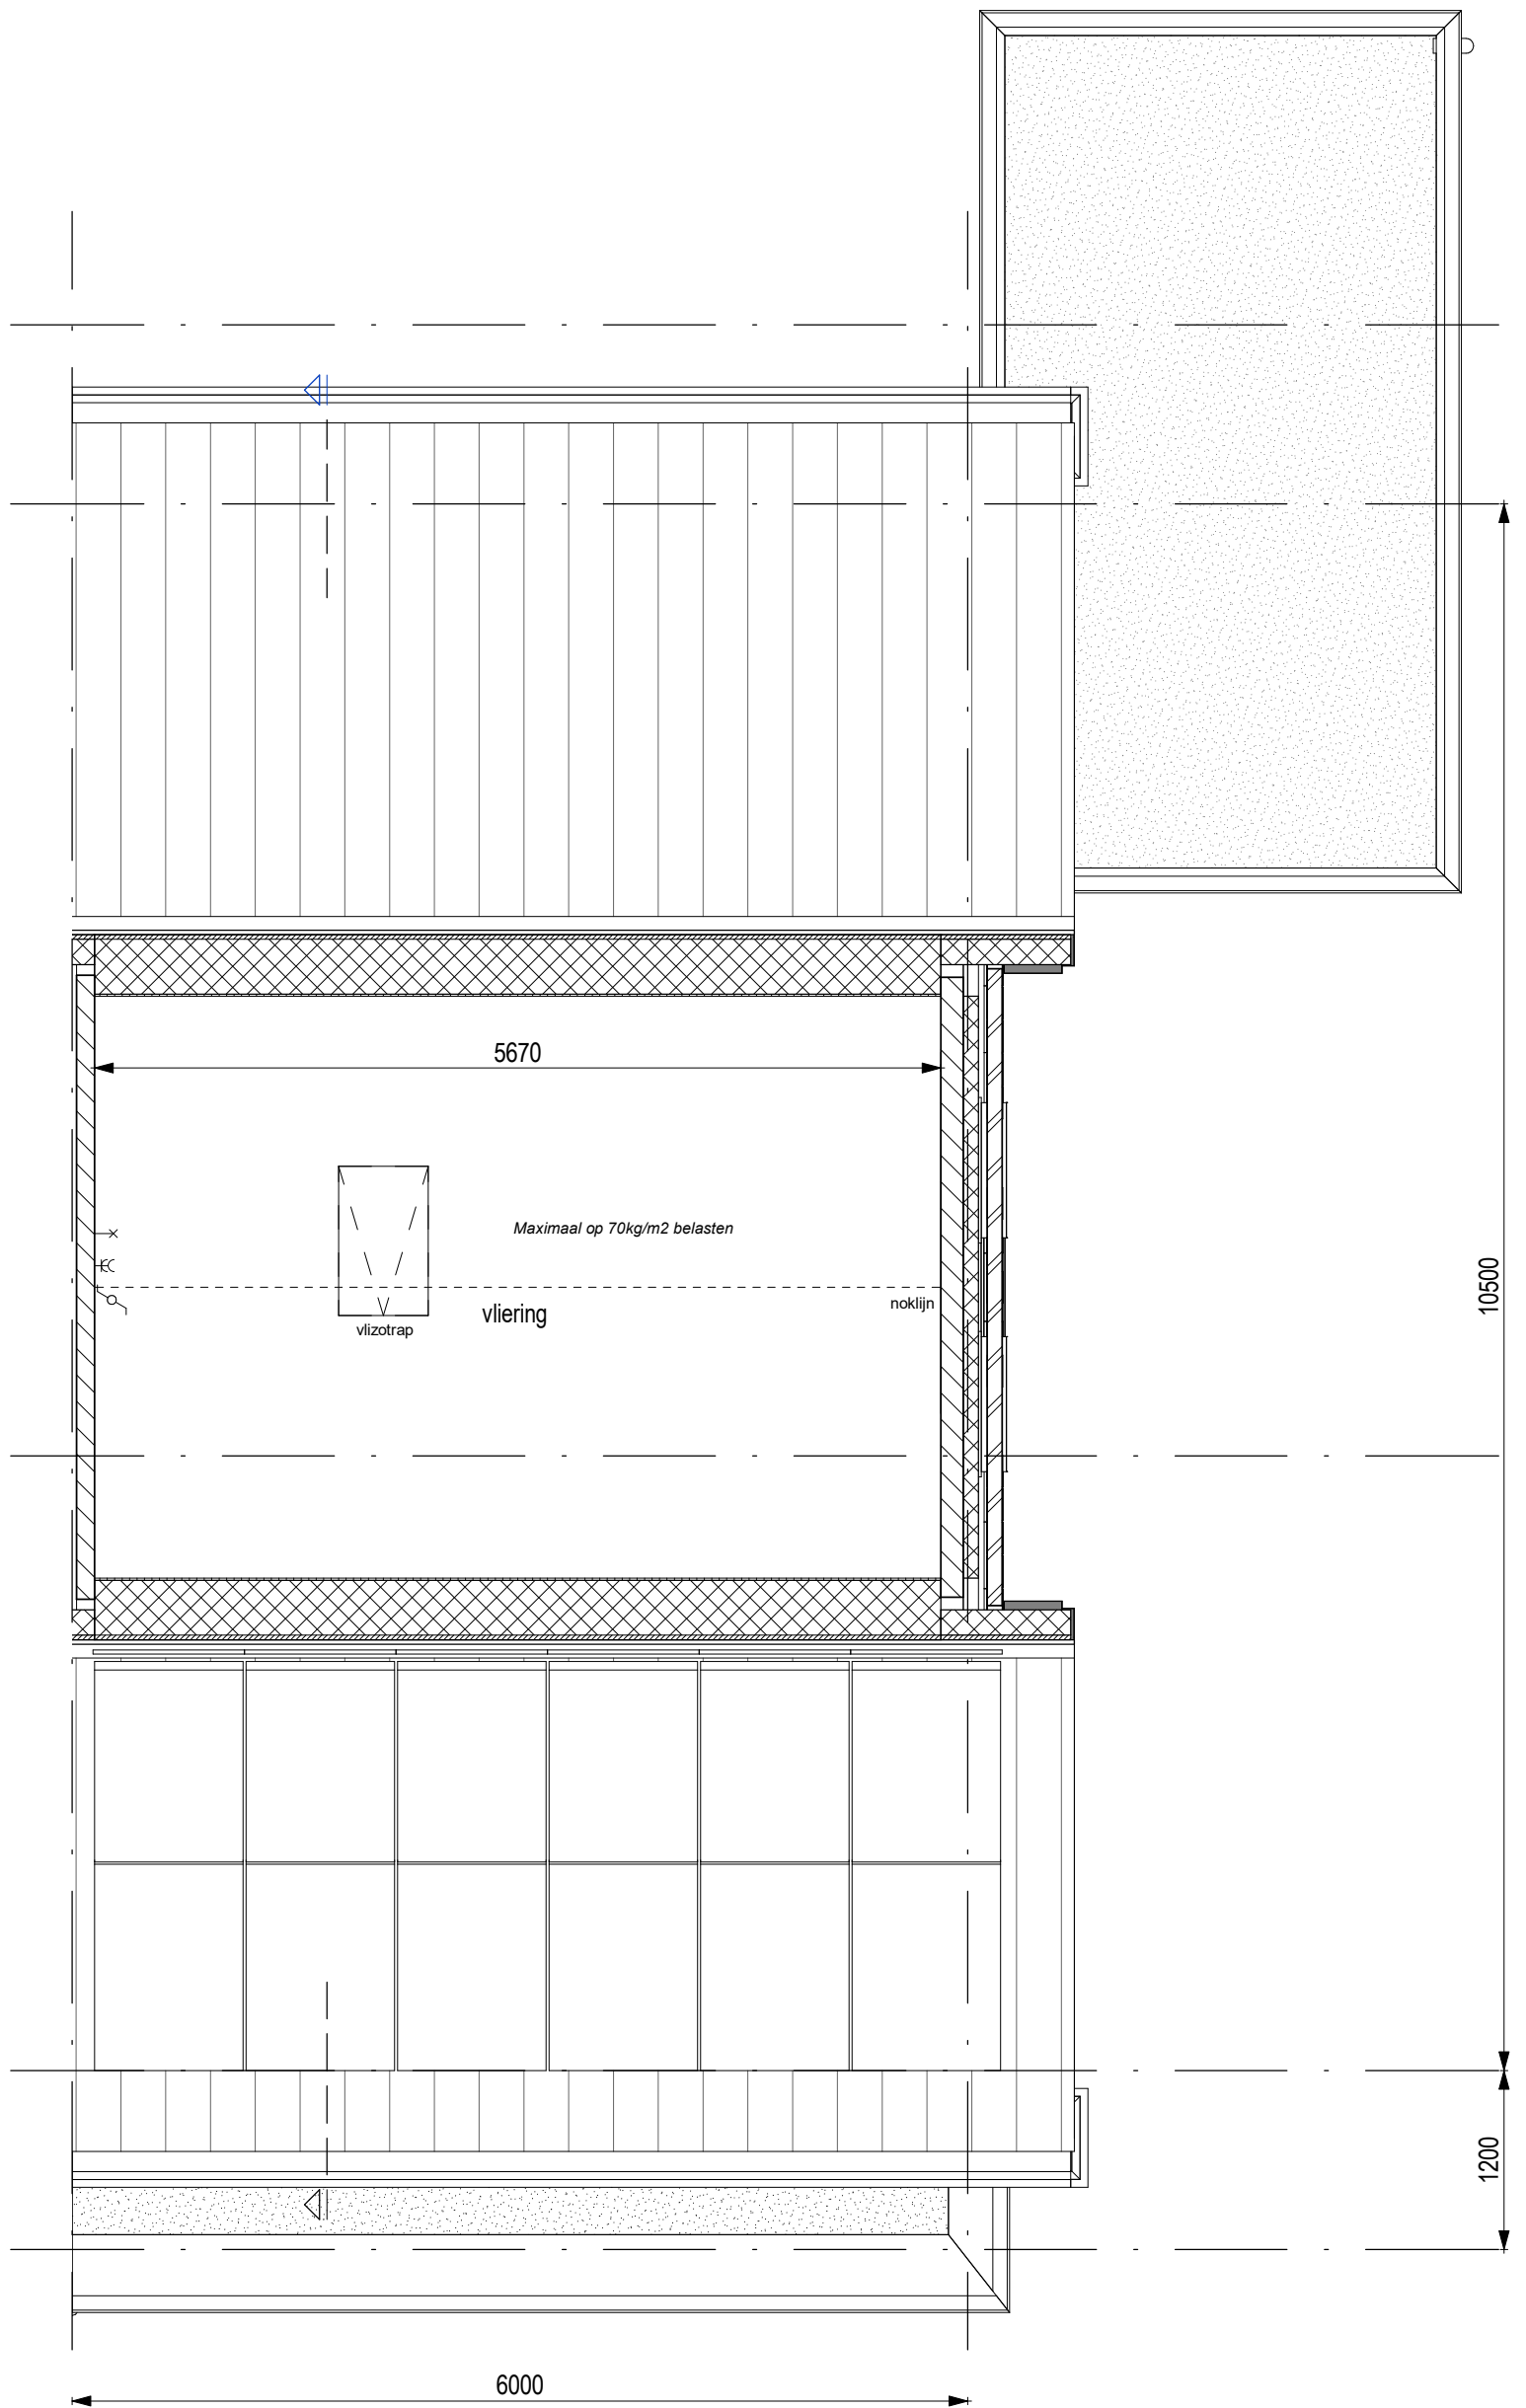 5670
Maximaal op 70kg/m2 belasten
10500
noklijn
vliering
vlizotrap
1200
6000